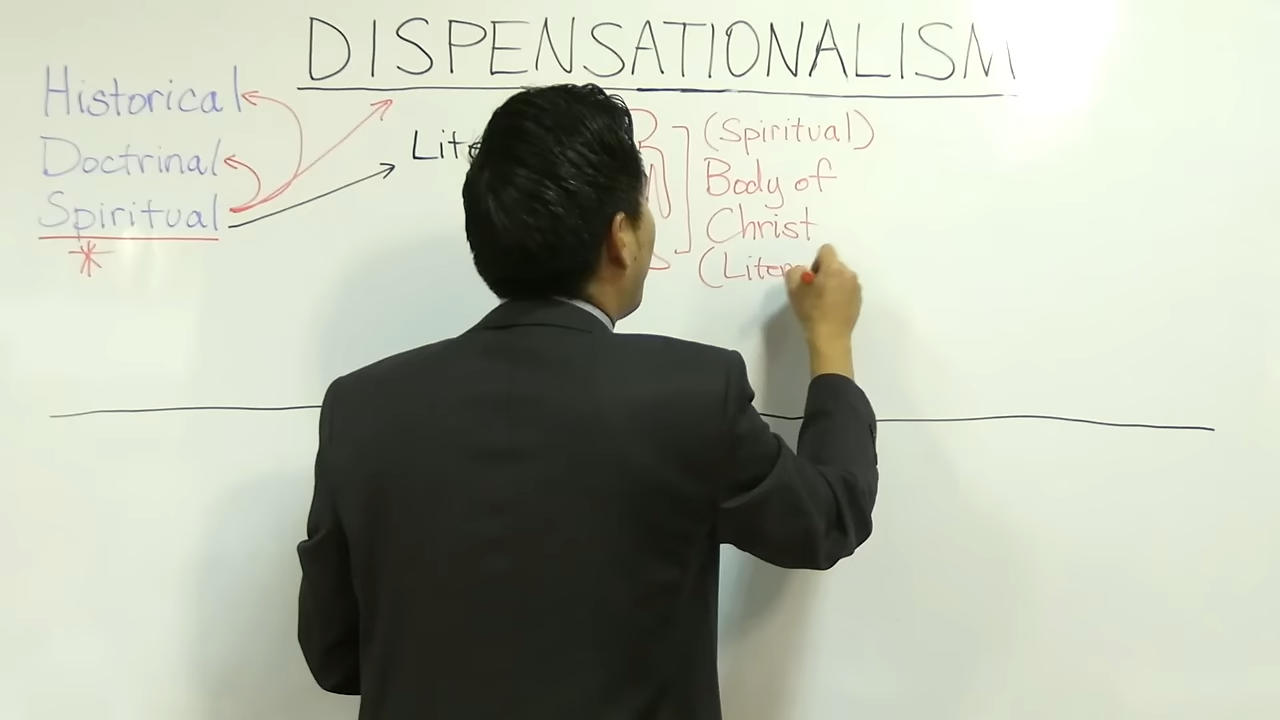 DISPENSATIONALISM
Historical
Doctrinal
Spiritual
*
(Spiritual)
Body of
Christ